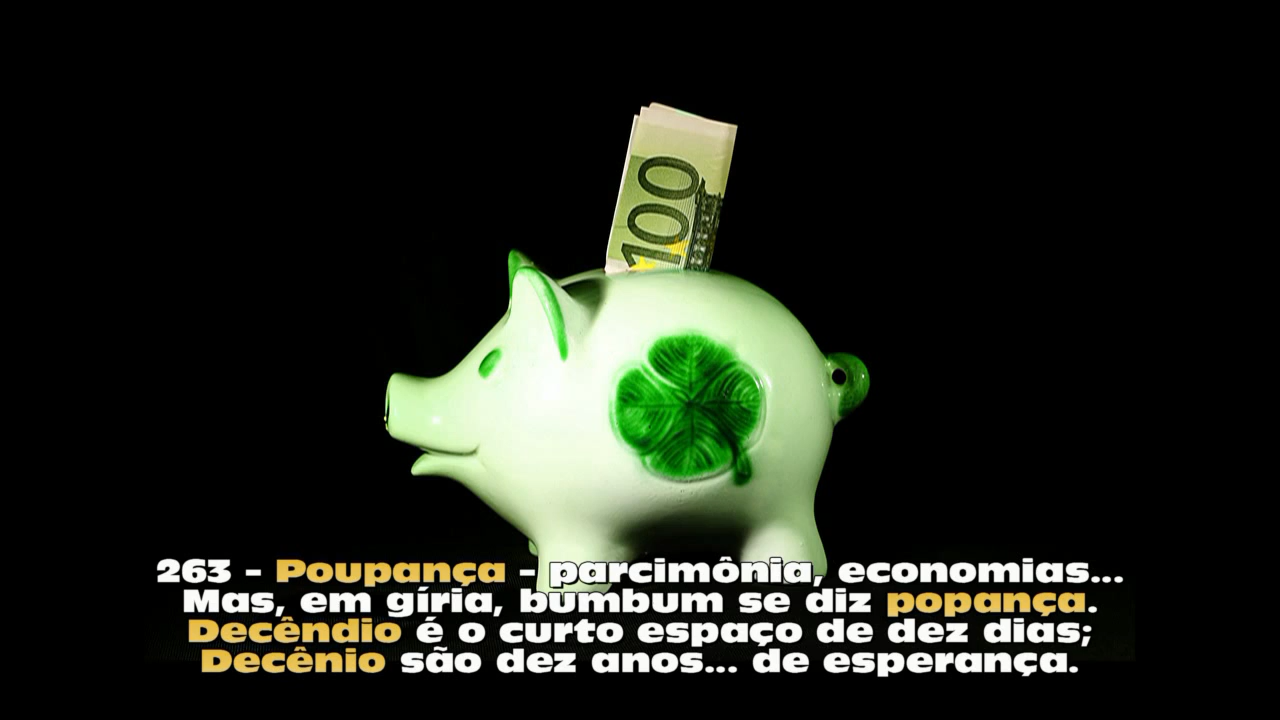 100
263 - Poupança - parcimônia, economias...
Mas, em gíria, bumbum se diz popança.
Decêndio é o curto espaço de dez dias;
Decênio são dez anos... de esperança.